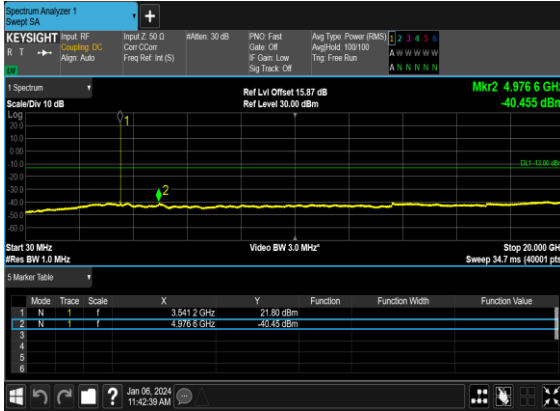 Spectrum Analyzer 1
Swept SA
+
KEYSIGHT Input: RF Input Z: 50 Ω #Atten: 30 dB PNO: Fast Avg Type: Power (RMS) 1 2 3 4 5 6
R T Coupling: DC Corr CCorr Gate: Off Avg|Hold: 100/100 A W W W W W
Align: Auto Freq Ref: Int (S) IF Gain: Low Trig: Free Run
Sig Track: Off A N N N N N
1 Spectrum Ref Lvl Offset 15.87 dB Mkr2 4.976 6 GHz
Scale/Div 10 dB Ref Level 30.00 dBm -40.455 dBm
Log
20.0
10.0
0.00
-10.0 DL1 -13.00 dBm
-20.0
-30.0
-40.0
-50.0
-60.0
1
2
Start 30 MHz Video BW 3.0 MHz* Stop 20.000 GHz
#Res BW 1.0 MHz Sweep 34.7 ms (40001 pts)
5 Marker Table
Mode Trace Scale X Y Function Function Width Function Value
1 N 1 f 3.541 2 GHz 21.80 dBm
2 N 1 f 4.976 6 GHz -40.45 dBm
3
4
5
6
? Jan 06, 2024
11:42:39 AM